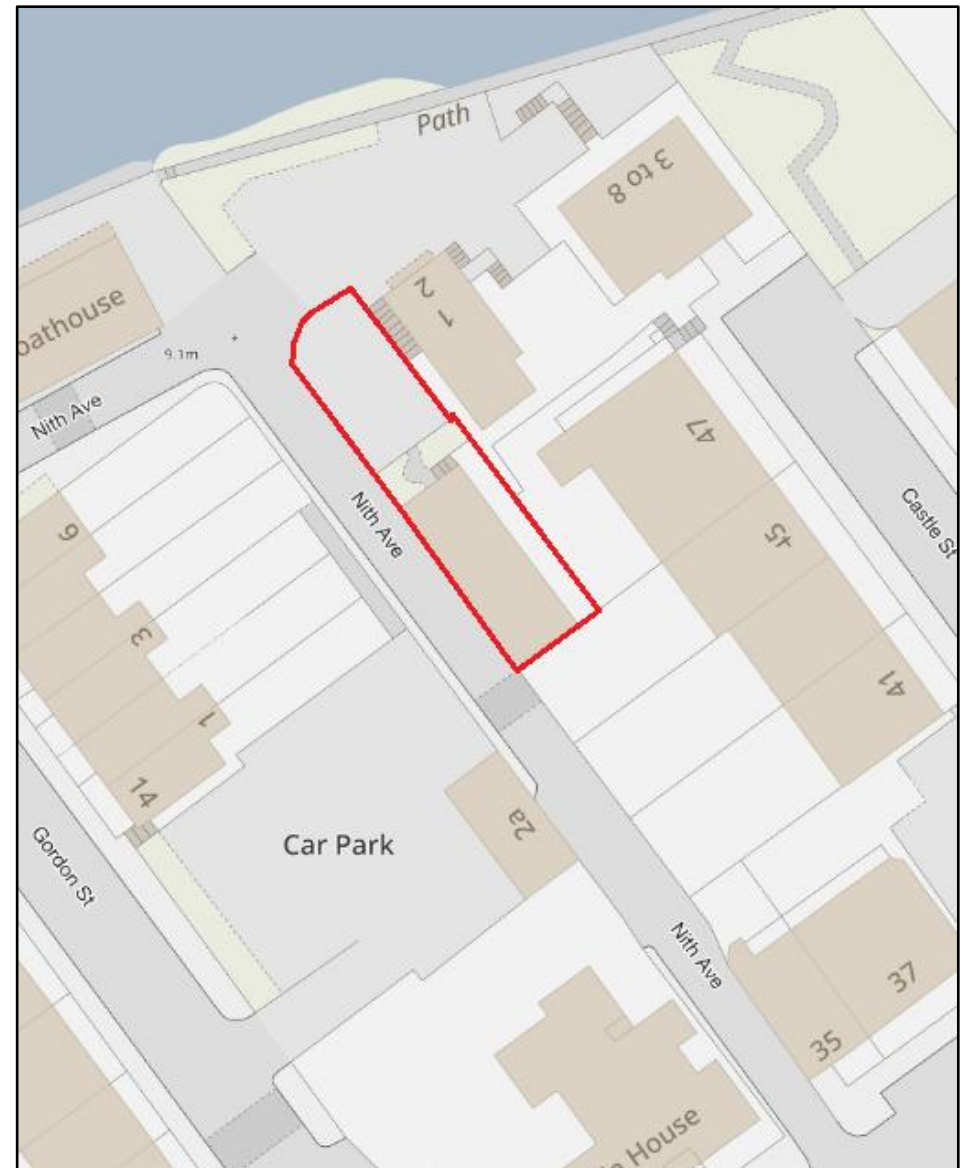 Path
3 to 8
2
1
oathouse
9.1m
Nith Ave
47
Castle St
Nith Ave
45
3
41
1
14
2a
Car Park
Gordon St
Nith Ave
37
35
House